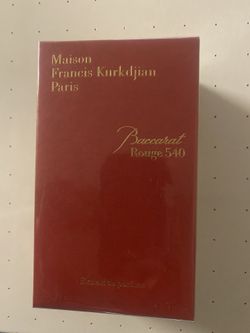 Maison
Francis Kurkdjian
Paris
Baccarat
Rouge 540